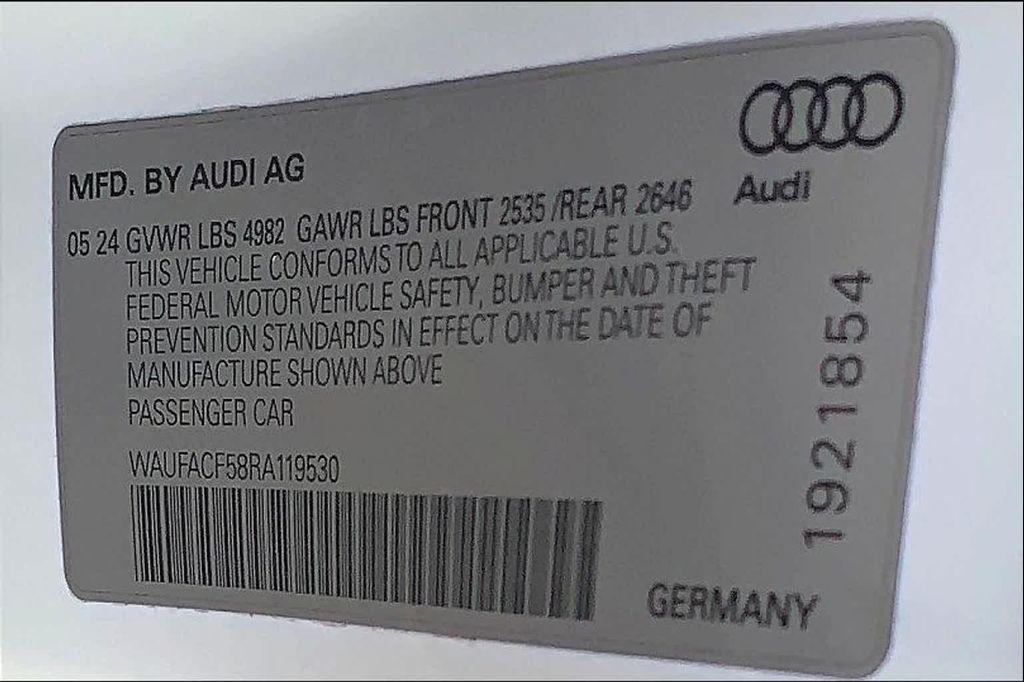 Audi
MFD. BY AUDI AG
05 24 GVWR LBS 4982 GAWR LBS FRONT 2535 /REAR 2646
THIS VEHICLE CONFORMS TO ALL APPLICABLE U.S.
FEDERAL MOTOR VEHICLE SAFETY, BUMPER AND THEFT
PREVENTION STANDARDS IN EFFECT ON THE DATE OF
MANUFACTURE SHOWN ABOVE
PASSENGER CAR
WAUFACF58RA119530
1921854
GERMANY